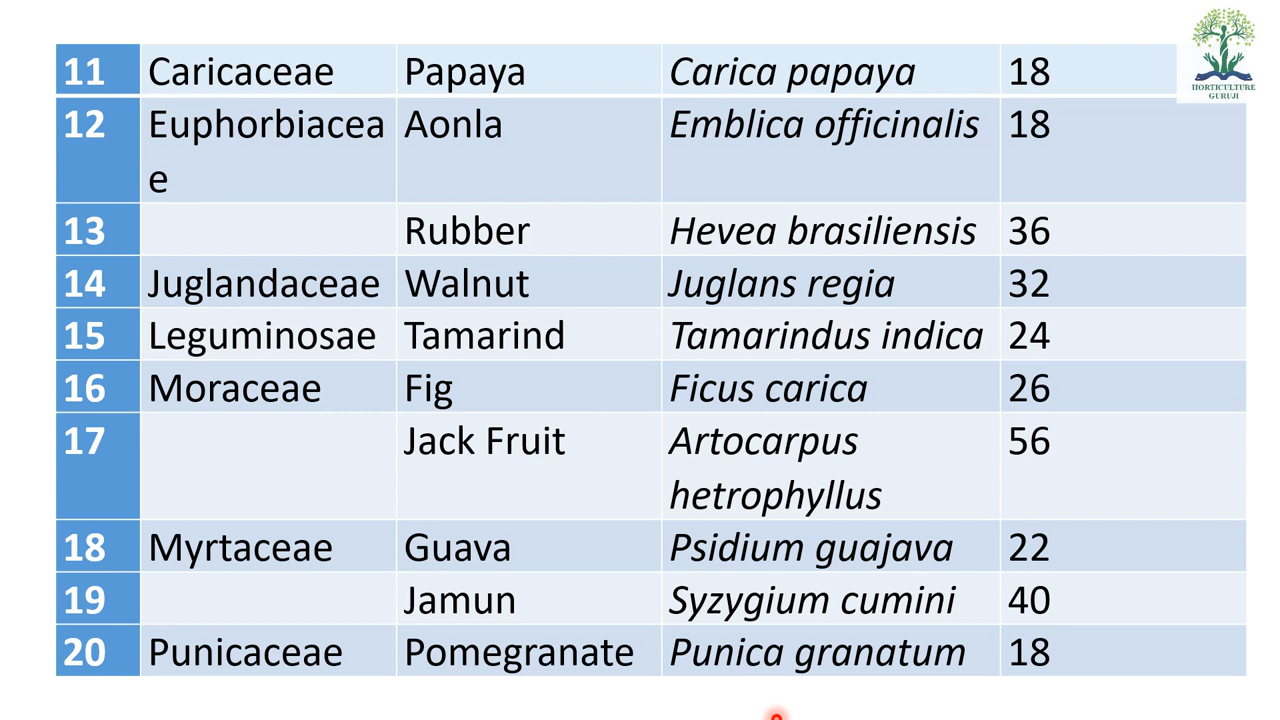 11 Caricaceae Papaya Carica papaya 18
12 Euphorbiacea Aonla Emblica officinalis 18
e
13 Rubber Hevea brasiliensis 36
14 Juglandaceae Walnut Juglans regia 32
15 Leguminosae Tamarind Tamarindus indica 24
16 Moraceae Fig Ficus carica 26
17 Jack Fruit Artocarpus 56
hetrophyllus
18 Myrtaceae Guava Psidium guajava 22
19 Jamun Syzygium cumini 40
20 Punicaceae Pomegranate Punica granatum 18
HORTICULTURE
GURUJI